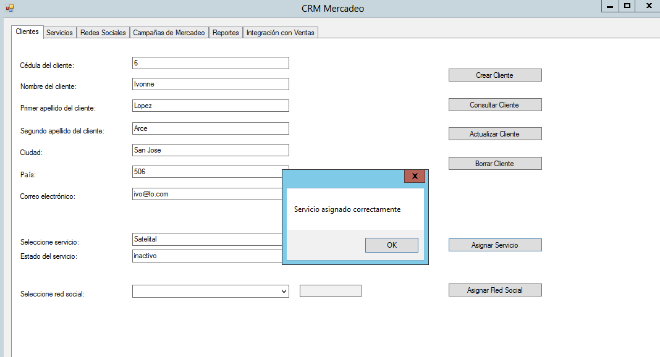 CRM Mercadeo
Clientes Servicios Redes Sociales Campañas de Mercadeo Reportes Integración con Ventas
Cédula del cliente: 6
Crear Cliente
Nombre del cliente: Ivonne
Primer apellido del cliente: Lopez
Consultar Cliente
Segundo apellido del cliente: Arce
Actualizar Cliente
Ciudad: San Jose
Borrar Cliente
País: 506
X
Correo electrónico: ivo@lo.com
Servicio asignado correctamente
OK
Seleccione servicio: Satelital
Asignar Servicio
Estado del servicio: inactivo
Seleccione red social:
Asignar Red Social